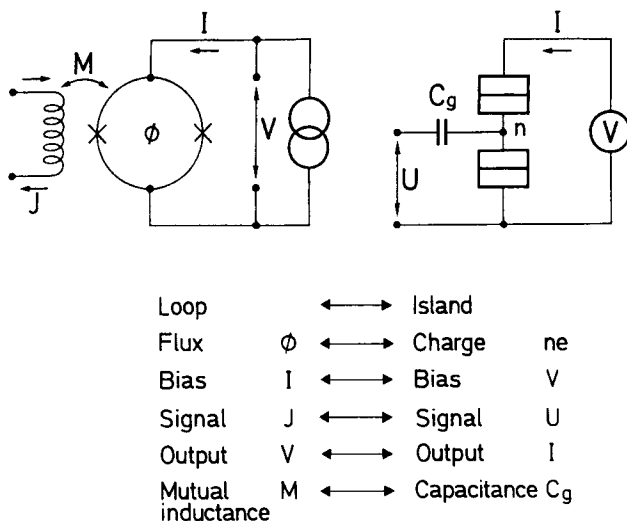 I
M
ϕ
V
J
I
C_g
n
V
U
Loop ⟷ Island
Flux ϕ ⟷ Charge ne
Bias I ⟷ Bias V
Signal J ⟷ Signal U
Output V ⟷ Output I
Mutual inductance M ⟷ Capacitance C_g